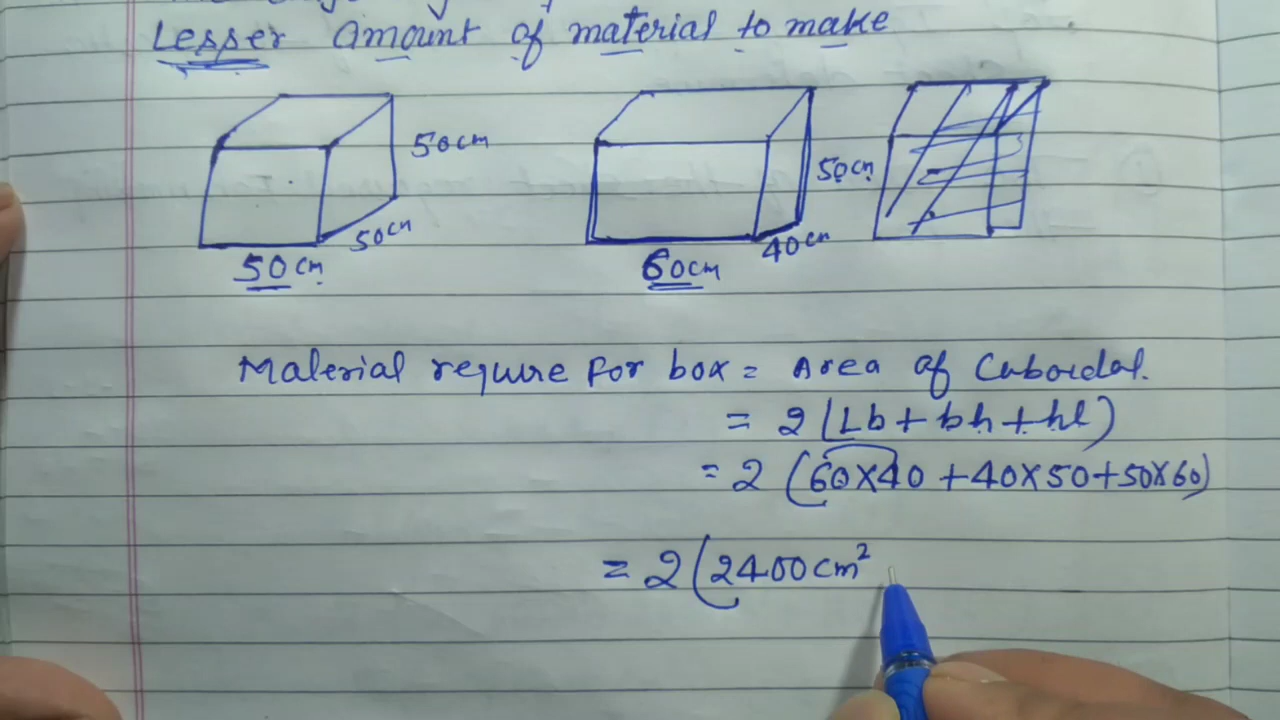 Lesser Amount of material to make
50cm
50cm
50cm
50cm
40cm
60cm
Material require For box = Area of Cuboidal.
= 2 (Lb + bh + hl)
= 2 (60×40 + 40×50 + 50×60)
= 2 (2400cm²